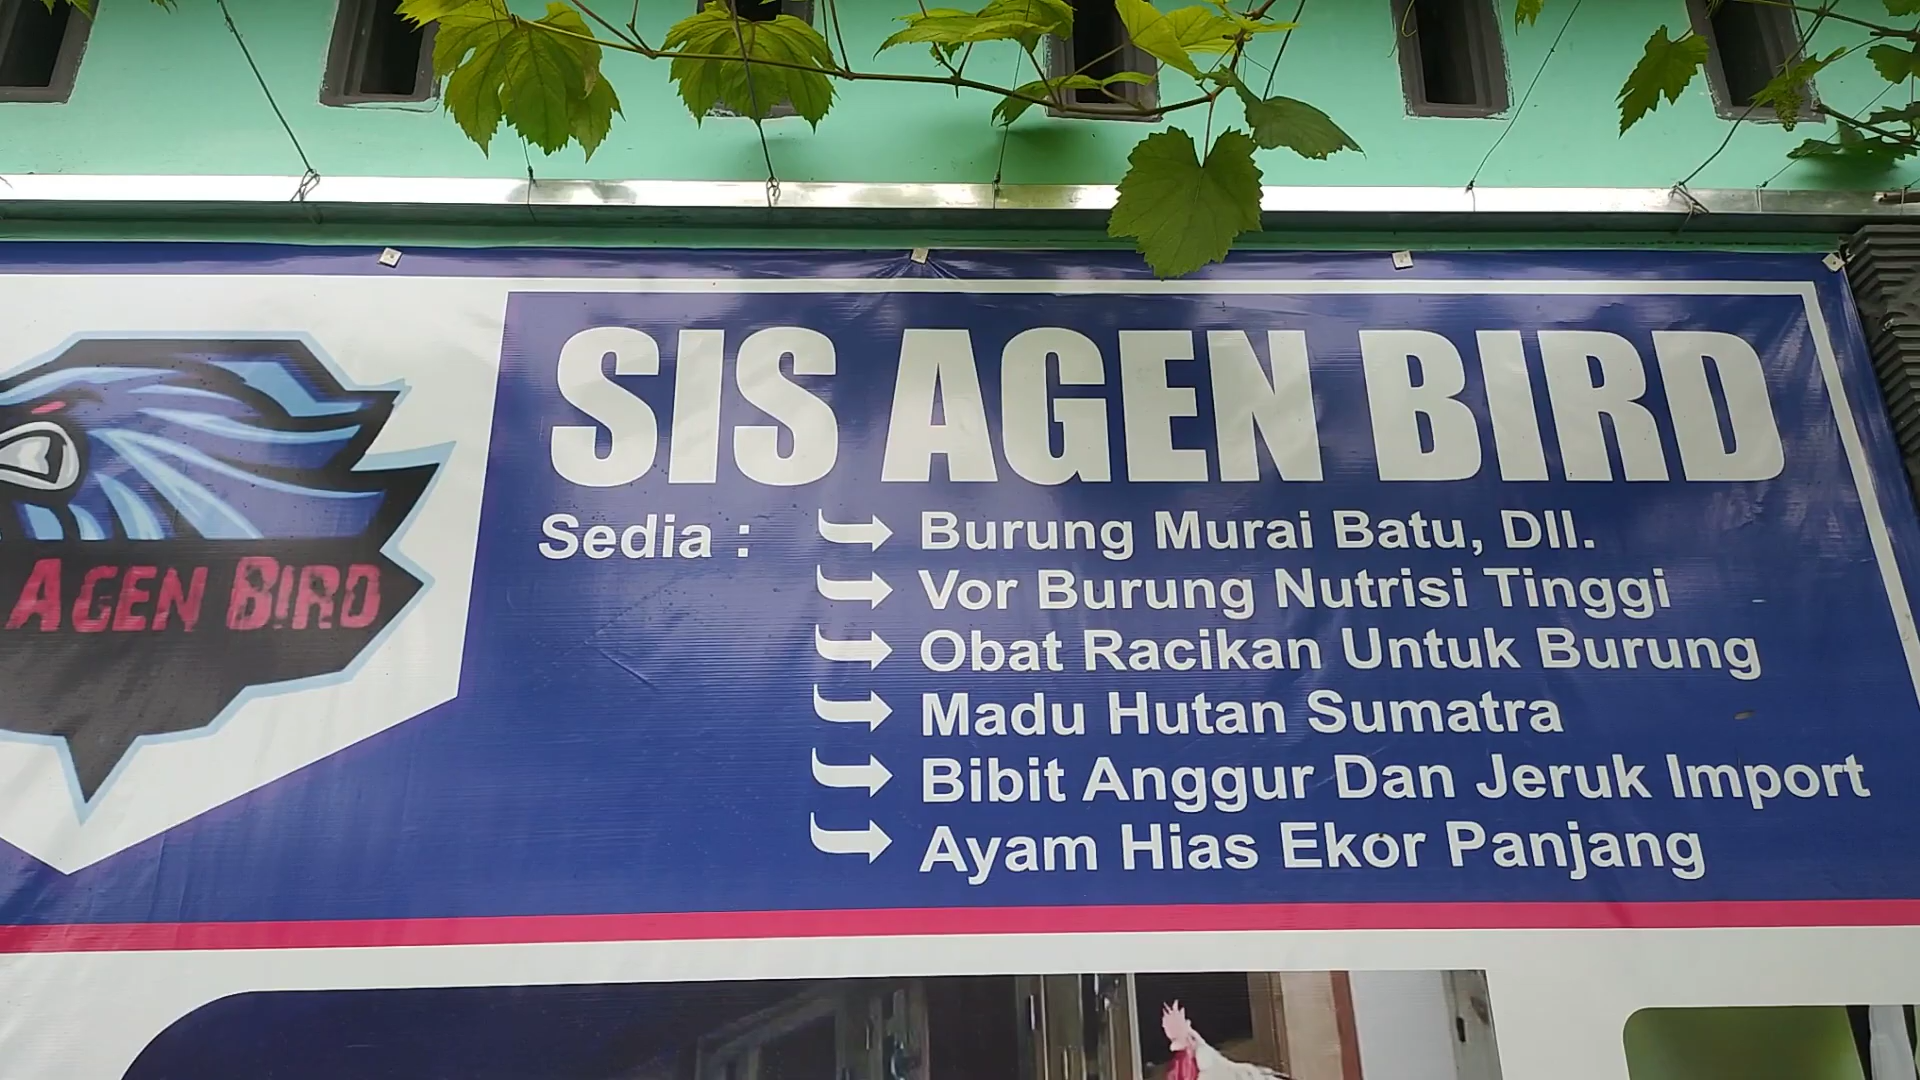 SIS AGEN BIRD
Sedia :
Burung Murai Batu, Dll.
Vor Burung Nutrisi Tinggi
Obat Racikan Untuk Burung
Madu Hutan Sumatra
Bibit Anggur Dan Jeruk Import
Ayam Hias Ekor Panjang
AGEN BIRD